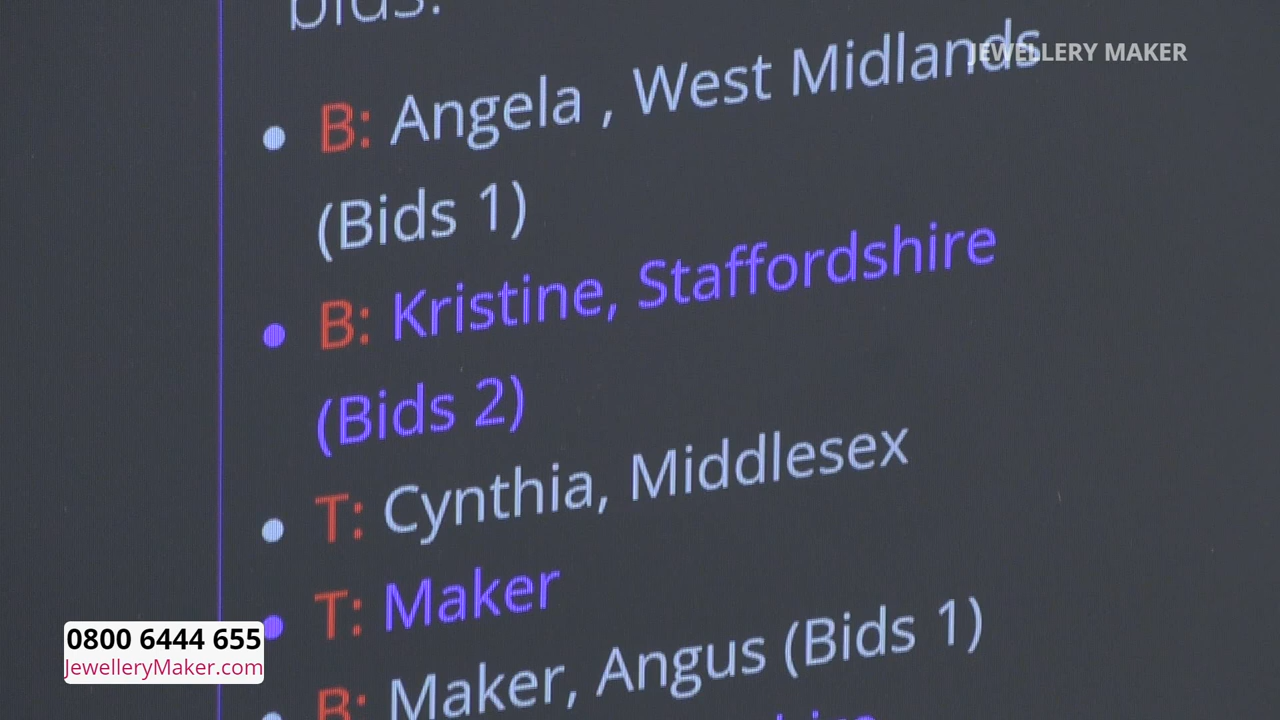 bids:
JEWELLERY MAKER
• B: Angela , West Midlands
(Bids 1)
• B: Kristine, Staffordshire
(Bids 2)
• T: Cynthia, Middlesex
• T: Maker
• B: Maker, Angus (Bids 1)
0800 6444 655
JewelleryMaker.com